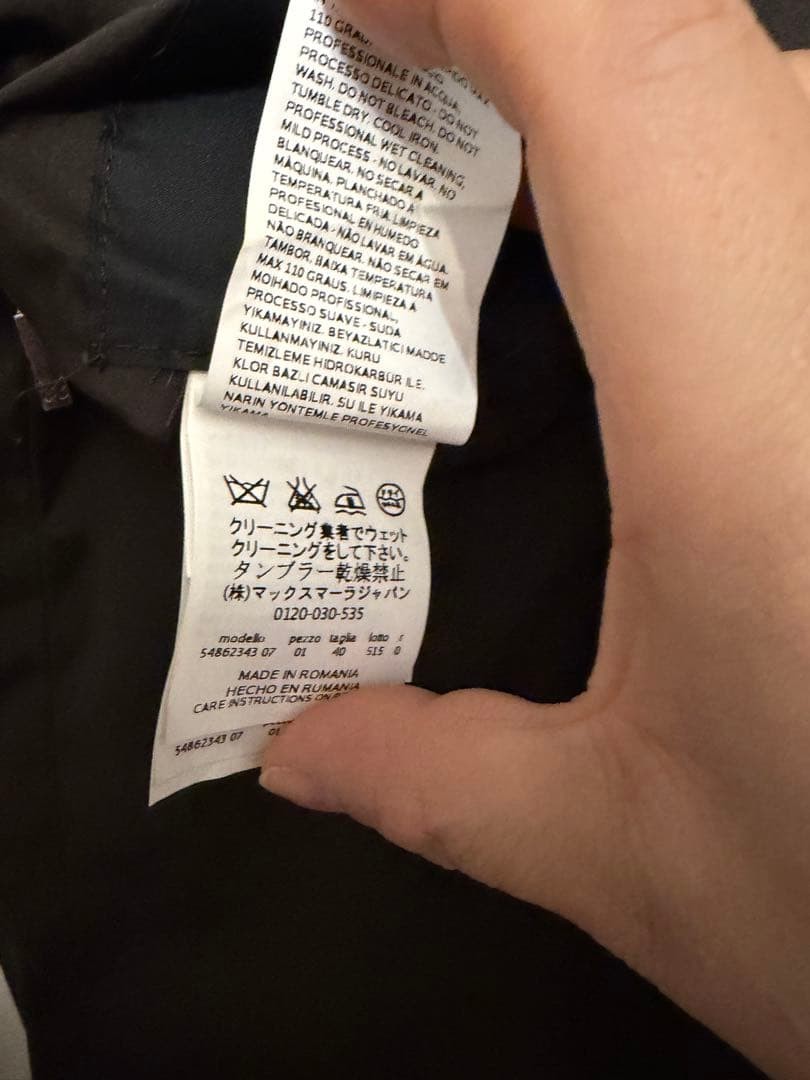 110 GRAD.
PROFESSIONALE IN ACQUA,
PROCESSO DELICATO - DO NOT
WASH. DO NOT BLEACH. DO NOT
TUMBLE DRY. COOL IRON.
PROFESSIONAL WET CLEANING,
MILD PROCESS - NO LAVAR. NO
BLANQUEAR. NO SECAR A
MÁQUINA. PLANCHADO A
TEMPERATURA FRIA. LIMPIEZA
PROFESIONAL EN HUMEDO
DELICADA - NÃO LAVAR EM AGUA.
NÃO BRANQUEAR. NÃO SECAR EM
TAMBOR. BAIXA TEMPERATURA
MAX 110 GRAUS. LIMPIEZA A
MOIHADO PROFISSIONAL,
PROCESSO SUAVE - SUDA
YIKAMAYINIZ. BEYAZLATICI MADDE
KULLANMAYINIZ. KURU
TEMIZLEME HIDROKARBÜR ILE.
KLOR BAZLI CAMASIR SUYU
KULLANILABILIR. SU ILE YIKAMA
NARIN YÖNTEMLE PROFESYONEL
クリーニング業者でウェット
クリーニングをして下さい。
タンブラー乾燥禁止
(株)マックスマーラジャパン
0120-030-535
modello pezzo taglia lotto r
54862343 07 01 40 515 0
MADE IN ROMANIA
HECHO EN RUMANIA
CARE INSTRUCTIONS ON
54862343 07